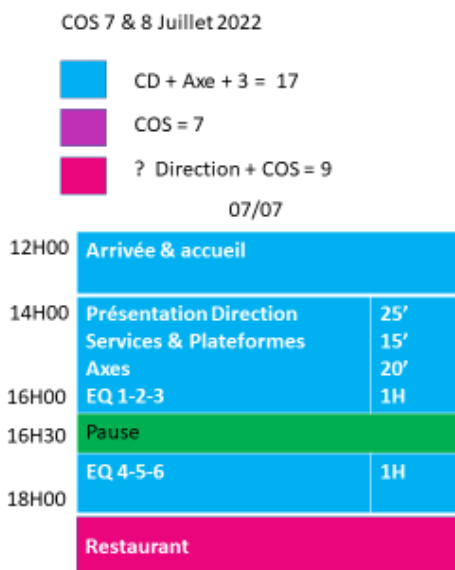 COS 7 & 8 Juillet 2022
CD + Axe + 3 = 17
COS = 7
? Direction + COS = 9
07/07
12H00 Arrivée & accueil
14H00 Présentation Direction 25’
Services & Plateformes 15’
Axes 20’
16H00 EQ 1-2-3 1H
16H30 Pause
EQ 4-5-6 1H
18H00
Restaurant